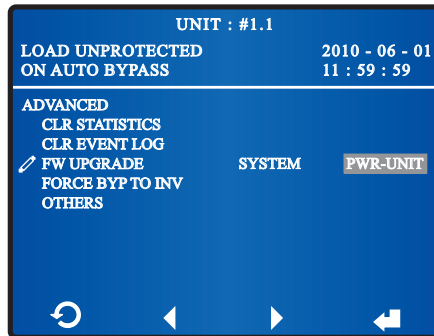 UNIT : #1.1
LOAD UNPROTECTED 2010 - 06 - 01
ON AUTO BYPASS 11 : 59 : 59
ADVANCED
CLR STATISTICS
CLR EVENT LOG
FW UPGRADE SYSTEM PWR-UNIT
FORCE BYP TO INV
OTHERS